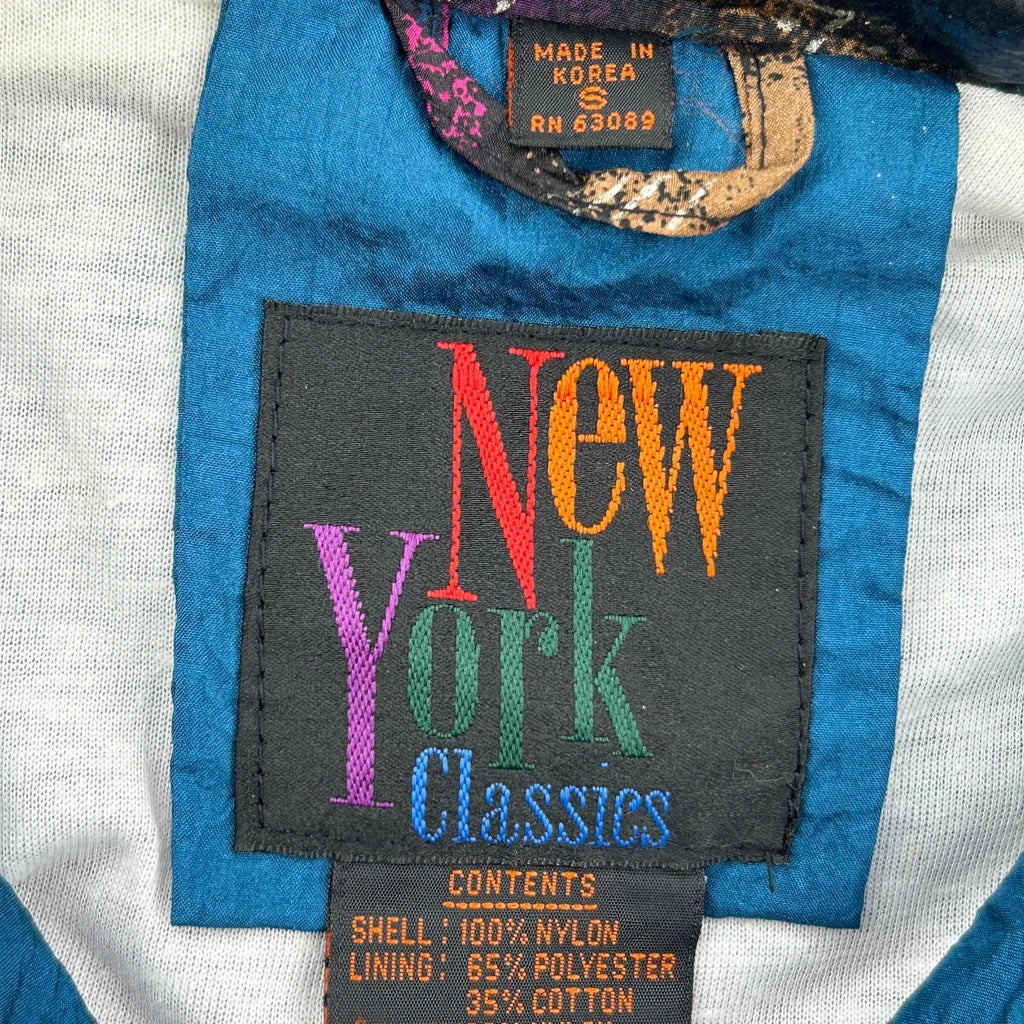 MADE IN
KOREA
S
RN 63089
New
York
Classics
CONTENTS
SHELL: 100% NYLON
LINING: 65% POLYESTER
35% COTTON